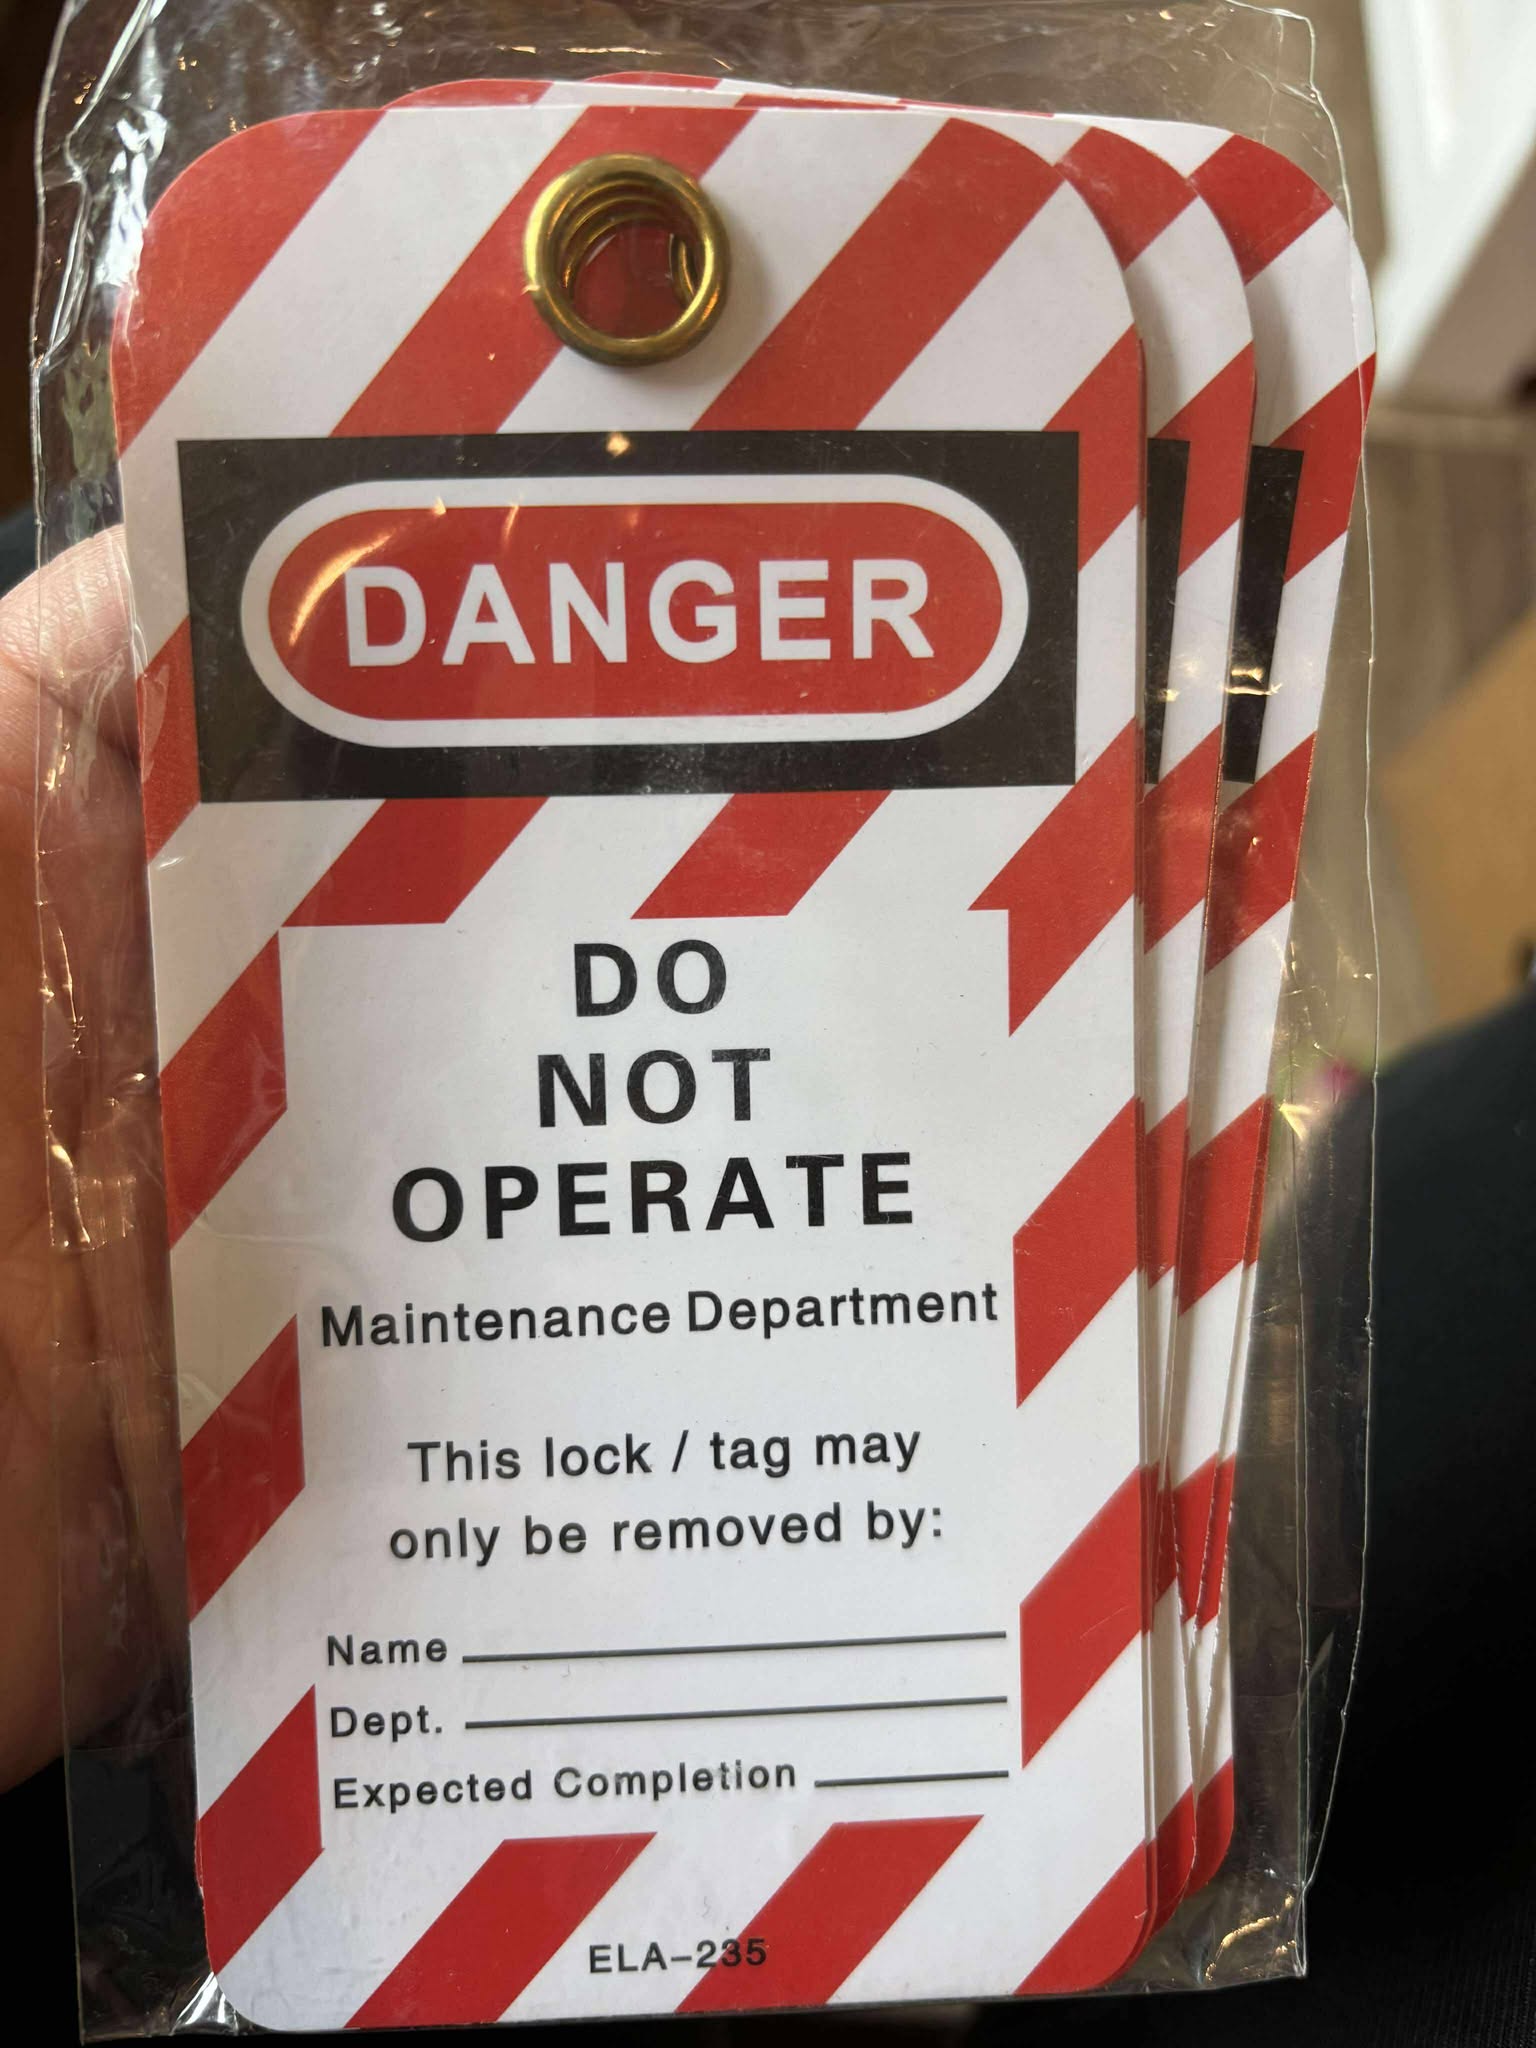 DANGER
DO
NOT
OPERATE
Maintenance Department
This lock / tag may
only be removed by:
Name
Dept.
Expected Completion
ELA-235